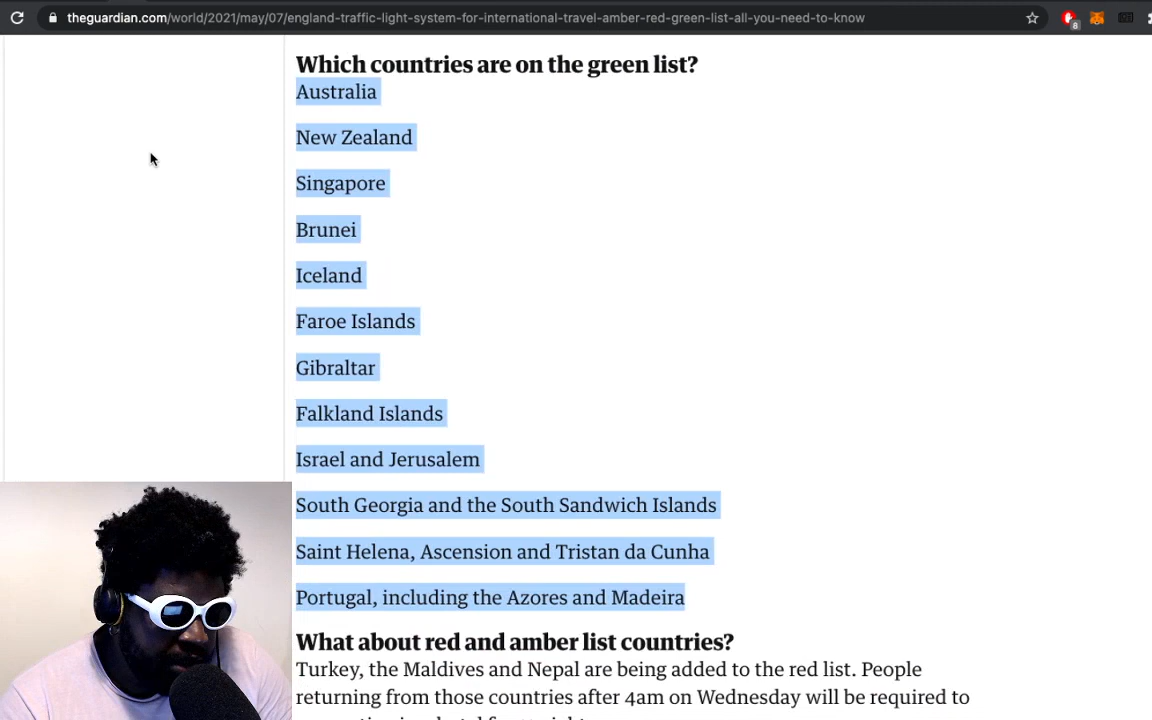 theguardian.com/world/2021/may/07/england-traffic-light-system-for-international-travel-amber-red-green-list-all-you-need-to-know
8
Which countries are on the green list?
Australia
New Zealand
Singapore
Brunei
Iceland
Faroe Islands
Gibraltar
Falkland Islands
Israel and Jerusalem
South Georgia and the South Sandwich Islands
Saint Helena, Ascension and Tristan da Cunha
Portugal, including the Azores and Madeira
What about red and amber list countries?
Turkey, the Maldives and Nepal are being added to the red list. People
returning from those countries after 4am on Wednesday will be required to